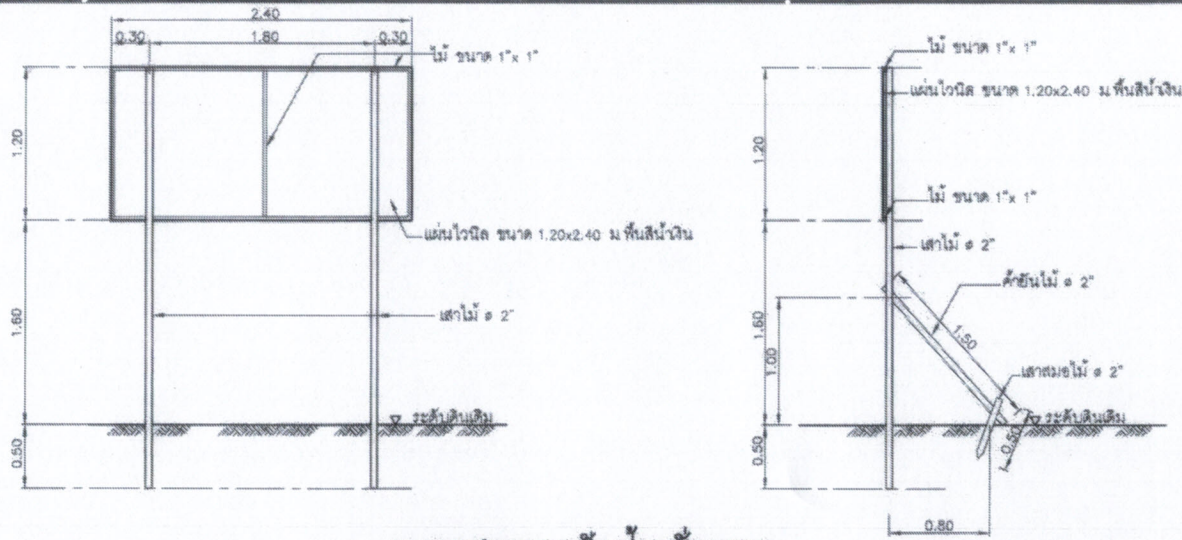 2.40
0.30 1.80 0.30
ไม้ ขนาด 1"x 1"
1.20
แผ่นไวนิล ขนาด 1.20x2.40 ม พื้นสีน้ำเงิน
1.60
เสาไม้ ø 2"
ระดับดินเดิม
0.50
ไม้ ขนาด 1"x 1"
แผ่นไวนิล ขนาด 1.20x2.40 ม พื้นสีน้ำเงิน
1.20
ไม้ ขนาด 1"x 1"
เสาไม้ ø 2"
ค้ำยันไม้ ø 2"
1.60
1.00
1.50
เสาสมอไม้ ø 2"
ระดับดินเดิม
0.50
0.50
0.80